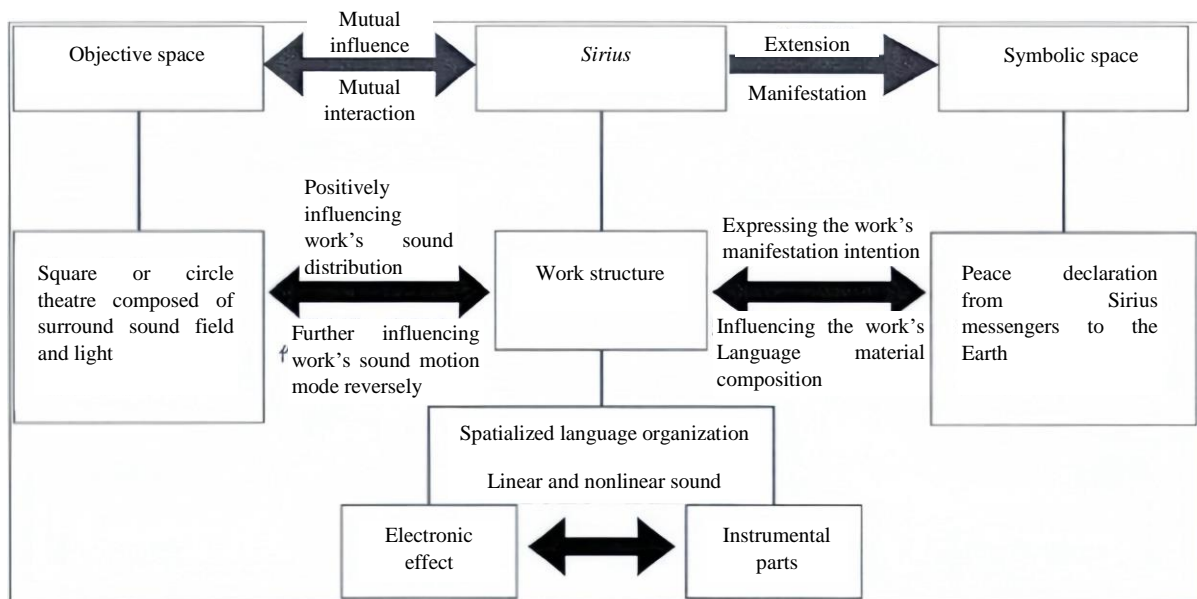 Objective space
Mutual
influence
Mutual
interaction
Sirius
Extension
Manifestation
Symbolic space
Square or circle
theatre composed of
surround sound field
and light
Positively
influencing
work's sound
distribution
Further influencing
work's sound motion
mode reversely
Work structure
Expressing the work's
manifestation intention
Influencing the work's
Language material
composition
Peace declaration
from Sirius
messengers to the
Earth
Spatialized language organization
Linear and nonlinear sound
Electronic
effect
Instrumental
parts